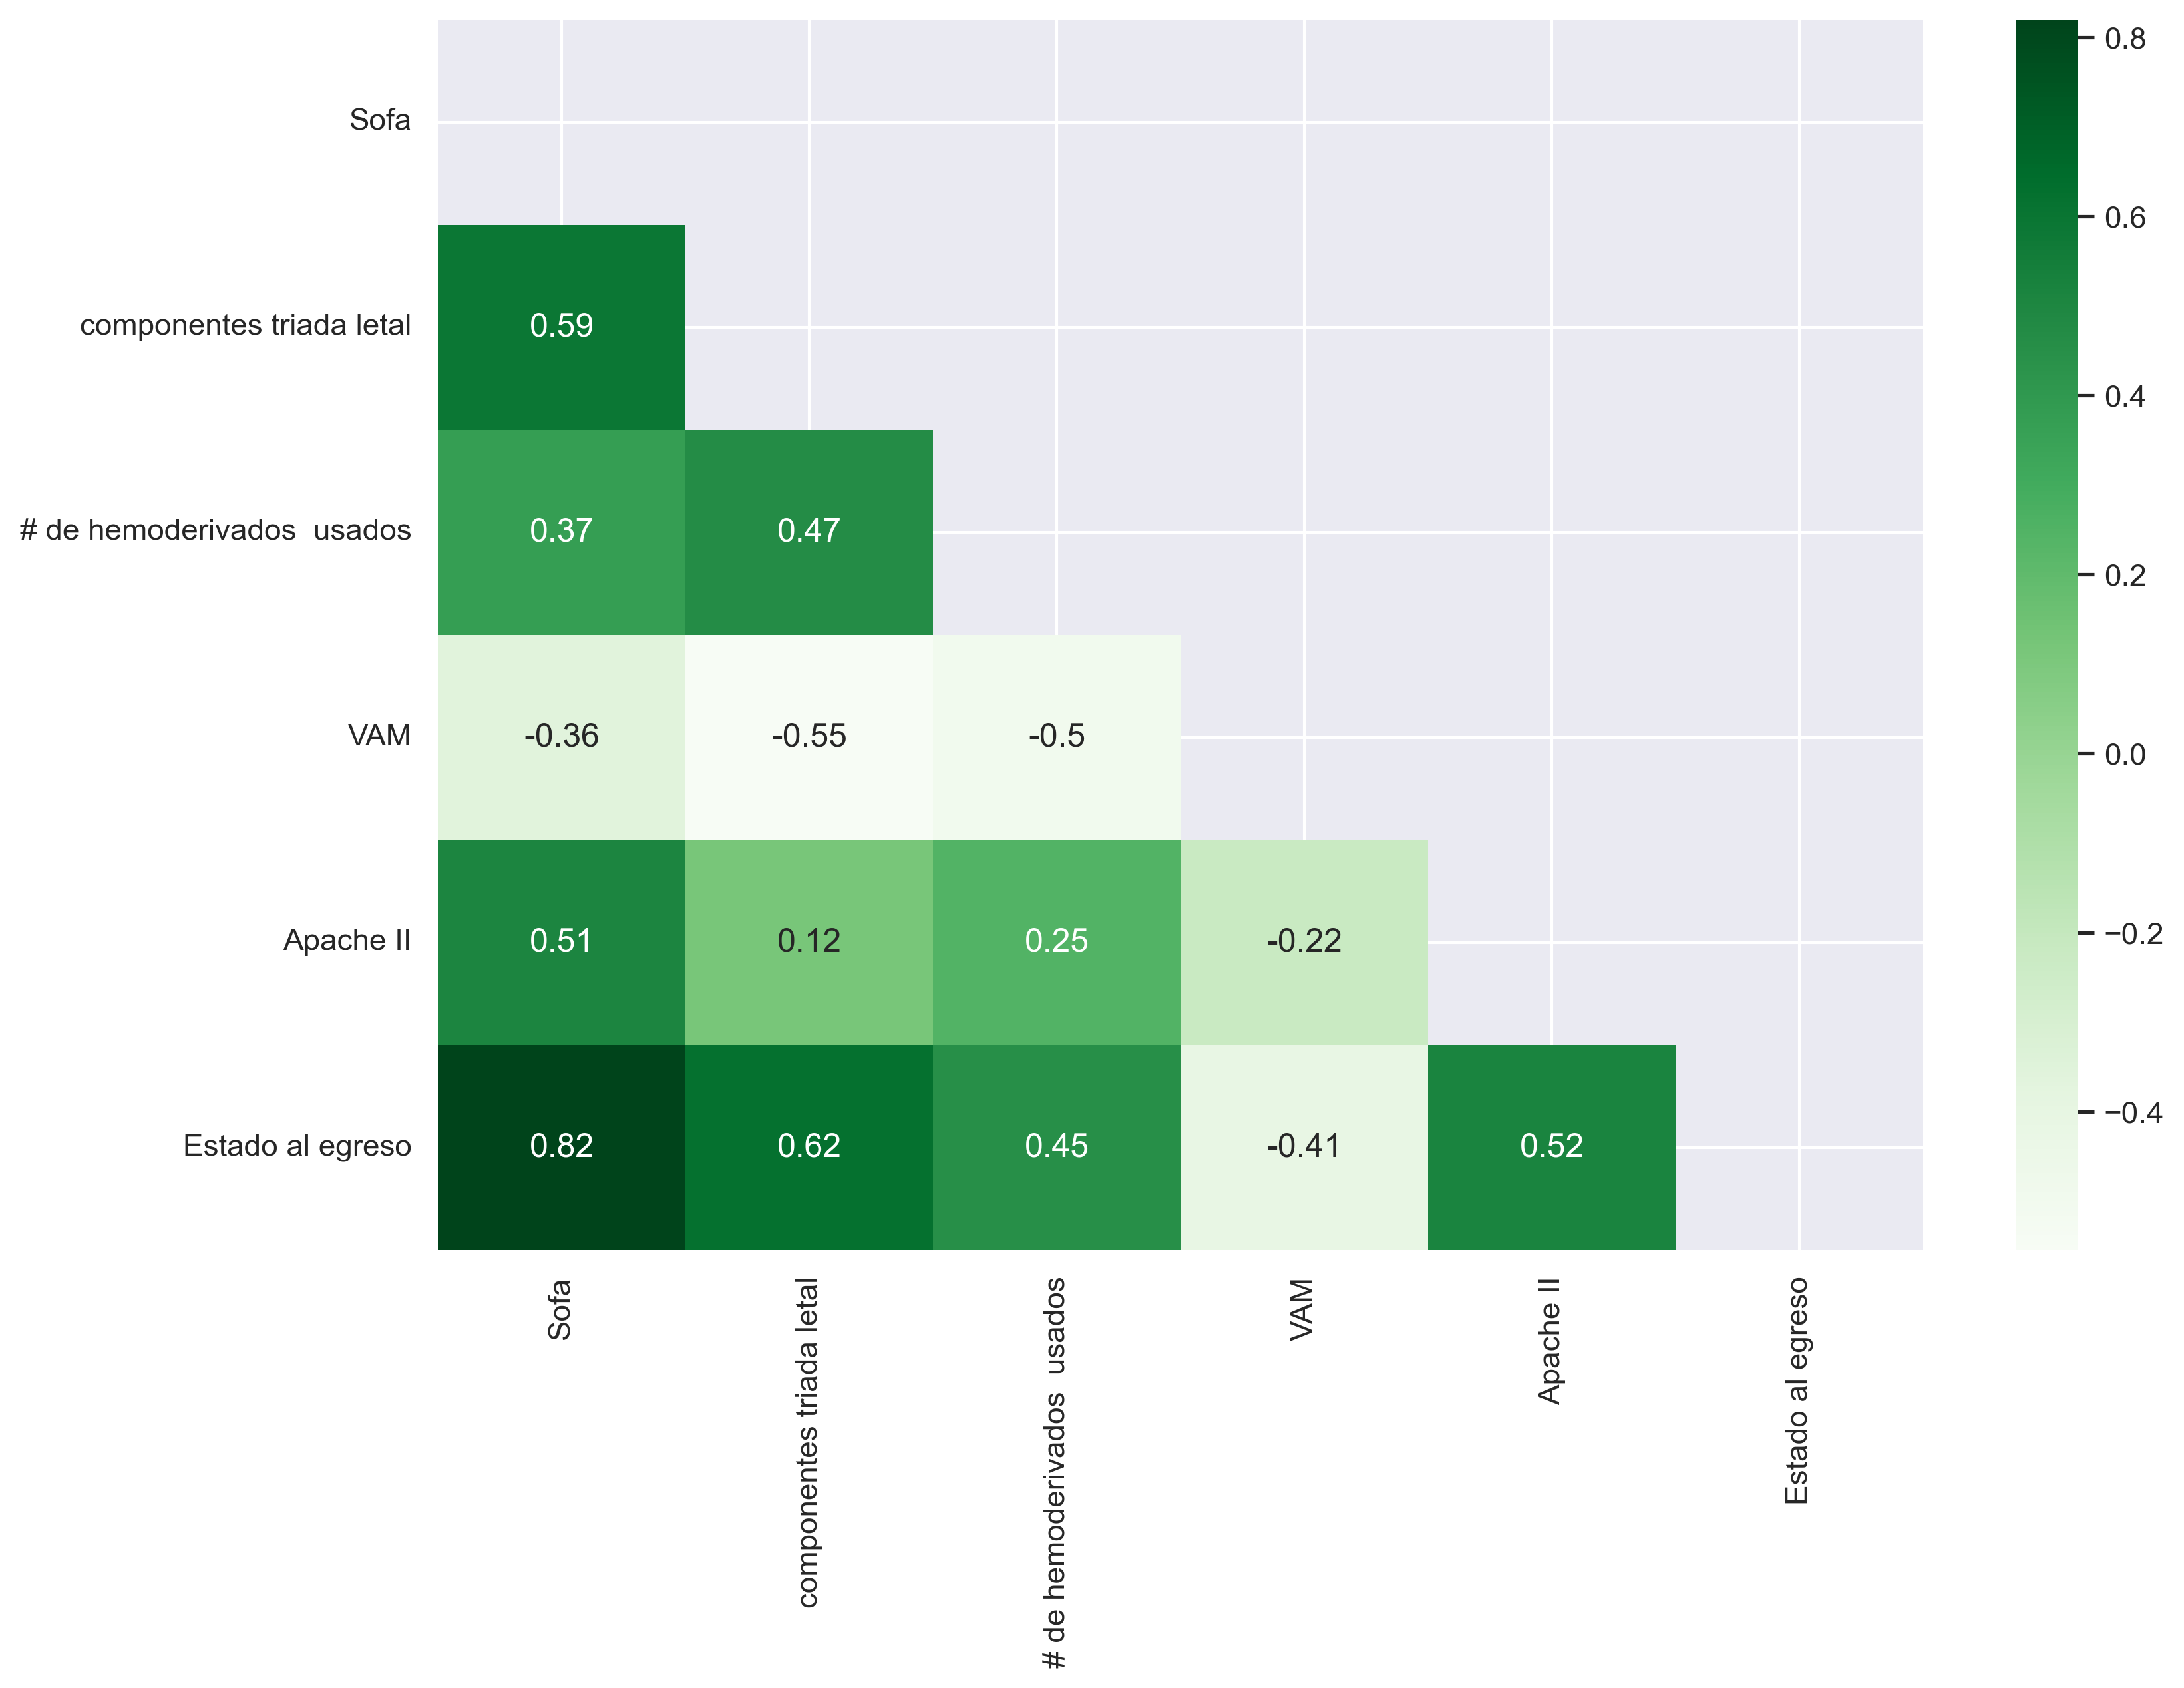 Sofa
componentes triada letal
0.59
# de hemoderivados  usados
0.37 0.47
VAM
-0.36 -0.55 -0.5
Apache II
0.51 0.12 0.25 -0.22
Estado al egreso
0.82 0.62 0.45 -0.41 0.52
Sofa
componentes triada letal
# de hemoderivados  usados
VAM
Apache II
Estado al egreso
0.8
0.6
0.4
0.2
0.0
−0.2
−0.4